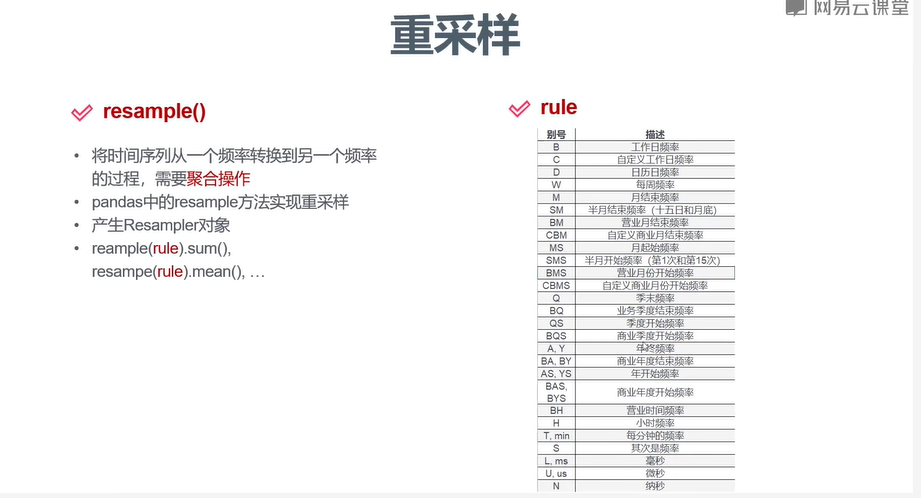 网易云课堂
重采样
resample()
• 将时间序列从一个频率转换到另一个频率
的过程，需要聚合操作
• pandas中的resample方法实现重采样
• 产生Resampler对象
• reample(rule).sum(),
resampe(rule).mean(), …
rule
别号 描述
B 工作日频率
C 自定义工作日频率
D 日历日频率
W 每周频率
M 月结束频率
SM 半月结束频率（十五日和月底）
BM 营业月结束频率
CBM 自定义商业月结束频率
MS 月起始频率
SMS 半月开始频率（第1次和第15次）
BMS 营业月份开始频率
CBMS 自定义商业月份开始频率
Q 季末频率
BQ 业务季度结束频率
QS 季度开始频率
BQS 商业季度开始频率
A, Y 年终频率
BA, BY 商业年度结束频率
AS, YS 年开始频率
BAS,
BYS 商业年度开始频率
BH 营业时间频率
H 小时频率
T, min 每分钟的频率
S 其次是频率
L, ms 毫秒
U, us 微秒
N 纳秒